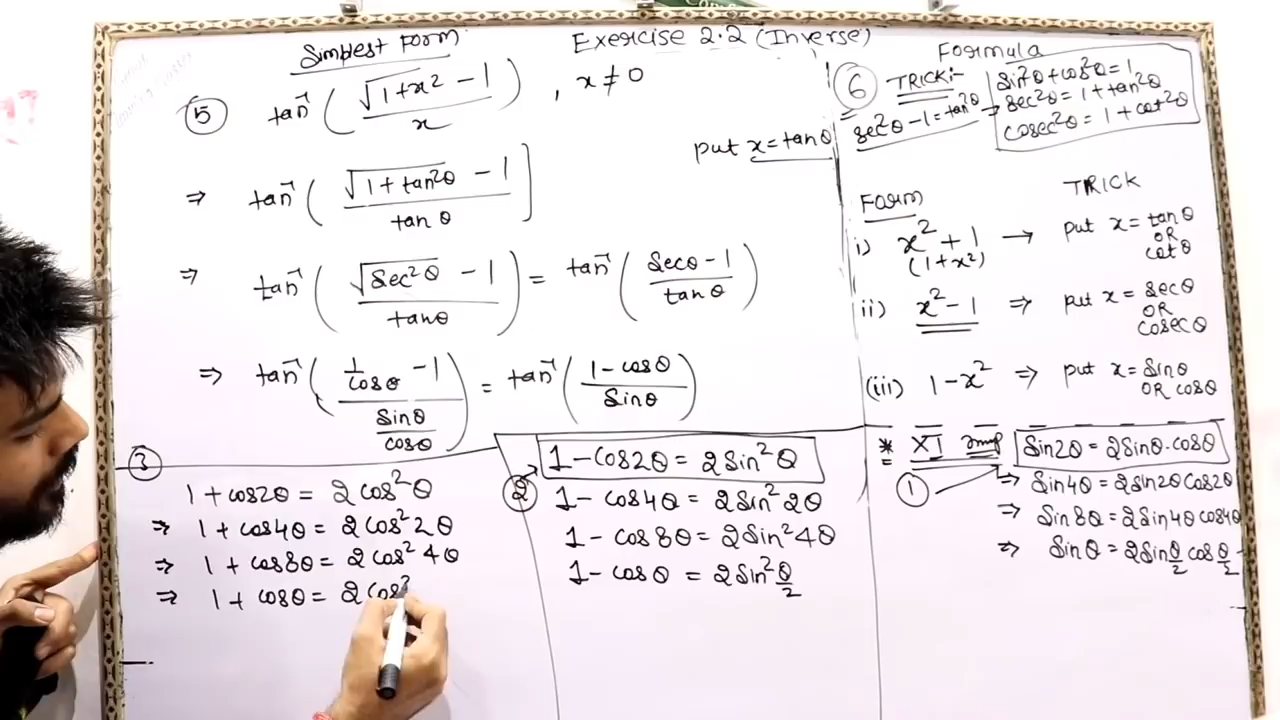 Simplest Form
Exercise 2.2 (Inverse)
5 tan⁻¹(√(1+x²) − 1 / x), x ≠ 0
put x = tanθ
⇒ tan⁻¹(√(1+tan²θ) − 1 / tanθ]
⇒ tan⁻¹(√(sec²θ) − 1 / tanθ) = tan⁻¹(secθ − 1 / tanθ)
⇒ tan⁻¹((1/cosθ − 1) / (sinθ/cosθ)) = tan⁻¹(1 − cosθ / sinθ)
3
1 + cos2θ = 2cos²θ
⇒ 1 + cos4θ = 2cos²2θ
⇒ 1 + cos8θ = 2cos²4θ
⇒ 1 + cosθ = 2cos²
2
1 − cos2θ = 2sin²θ
1 − cos4θ = 2sin²2θ
1 − cos8θ = 2sin²4θ
1 − cosθ = 2sin²θ/2
Formula
6 TRICK:-
sec²θ − 1 = tan²θ →
sin²θ + cos²θ = 1
sec²θ = 1 + tan²θ
cosec²θ = 1 + cot²θ
Form TRICK
i) x² + 1 → put x = tanθ
(1+x²) OR
cotθ
ii) x² − 1 ⇒ put x = secθ
OR
cosecθ
(iii) 1 − x² ⇒ put x = sinθ
OR cosθ
* XI Imp sin2θ = 2sinθ.cosθ
1 ⇒ sin4θ = 2sin2θcos2θ
⇒ sin8θ = 2sin4θcos4θ
⇒ sinθ = 2sinθ/2 cosθ/2